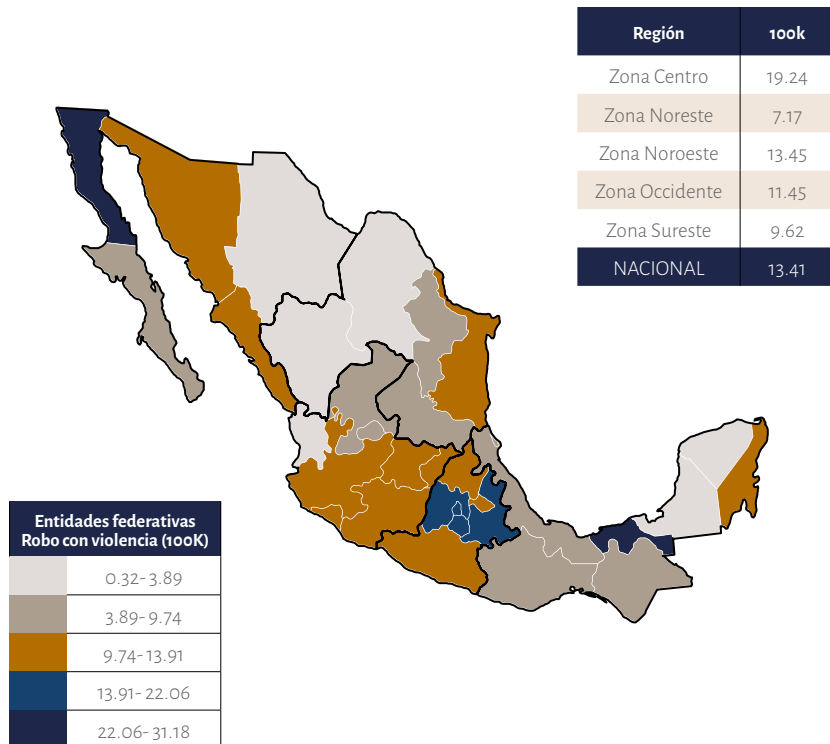 Región 100k
Zona Centro 19.24
Zona Noreste 7.17
Zona Noroeste 13.45
Zona Occidente 11.45
Zona Sureste 9.62
NACIONAL 13.41
Entidades federativas
Robo con violencia (100K)
0.32-3.89
3.89-9.74
9.74-13.91
13.91-22.06
22.06-31.18